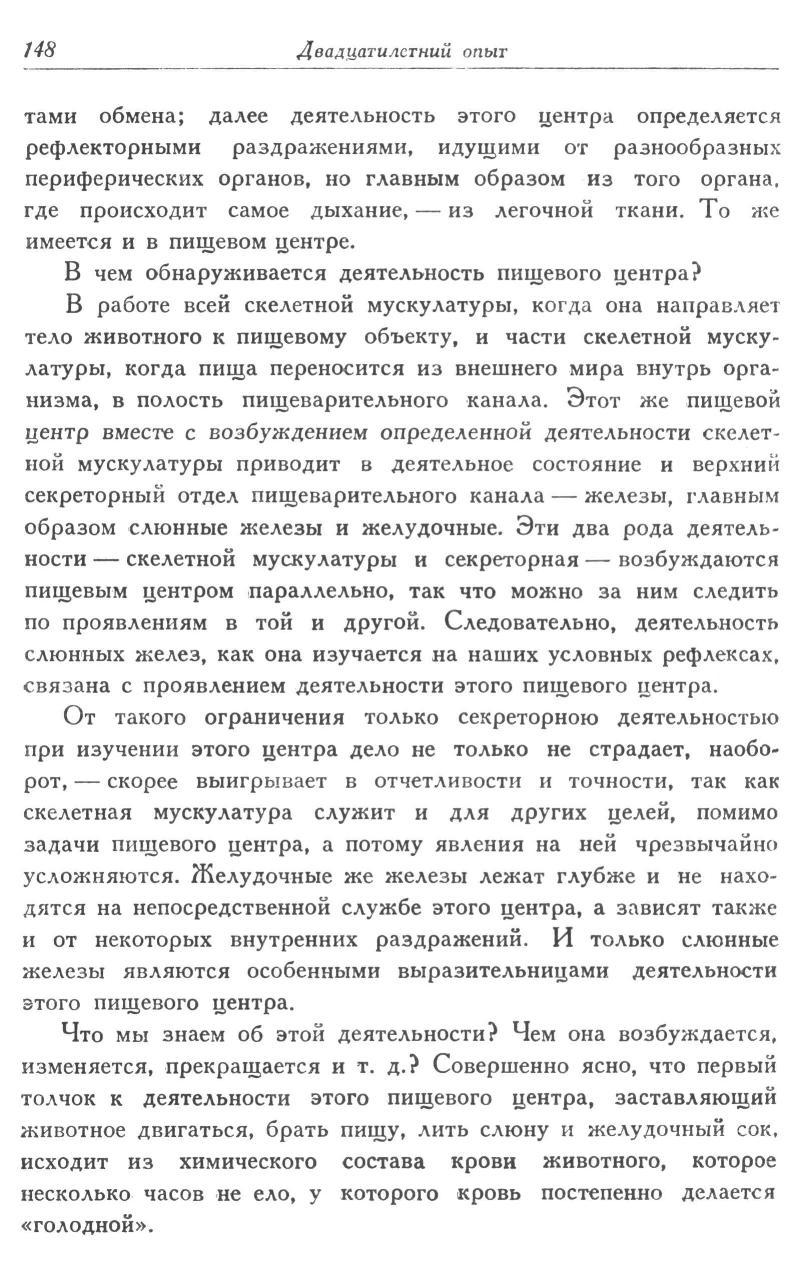 148 Двадцатилетний опыт
тами обмена; далее деятельность этого центра определяется
рефлекторными раздражениями, идущими от разнообразных
периферических органов, но главным образом из того органа,
где происходит самое дыхание, — из легочной ткани. То же
имеется и в пищевом центре.
В чем обнаруживается деятельность пищевого центра?
В работе всей скелетной мускулатуры, когда она направляет
тело животного к пищевому объекту, и части скелетной муску-
латуры, когда пища переносится из внешнего мира внутрь орга-
низма, в полость пищеварительного канала. Этот же пищевой
центр вместе с возбуждением определенной деятельности скелет-
ной мускулатуры приводит в деятельное состояние и верхний
секреторный отдел пищеварительного канала — железы, главным
образом слюнные железы и желудочные. Эти два рода деятель-
ности — скелетной мускулатуры и секреторная — возбуждаются
пищевым центром параллельно, так что можно за ним следить
по проявлениям в той и другой. Следовательно, деятельность
слюнных желез, как она изучается на наших условных рефлексах,
связана с проявлением деятельности этого пищевого центра.
От такого ограничения только секреторною деятельностью
при изучении этого центра дело не только не страдает, наобо-
рот, — скорее выигрывает в отчетливости и точности, так как
скелетная мускулатура служит и для других целей, помимо
задачи пищевого центра, а потому явления на ней чрезвычайно
усложняются. Желудочные же железы лежат глубже и не нахо-
дятся на непосредственной службе этого центра, а зависят также
и от некоторых внутренних раздражений. И только слюнные
железы являются особенными выразительницами деятельности
этого пищевого центра.
Что мы знаем об этой деятельности? Чем она возбуждается,
изменяется, прекращается и т. д.? Совершенно ясно, что первый
толчок к деятельности этого пищевого центра, заставляющий
животное двигаться, брать пищу, лить слюну и желудочный сок,
исходит из химического состава крови животного, которое
несколько часов не ело, у которого кровь постепенно делается
«голодной».